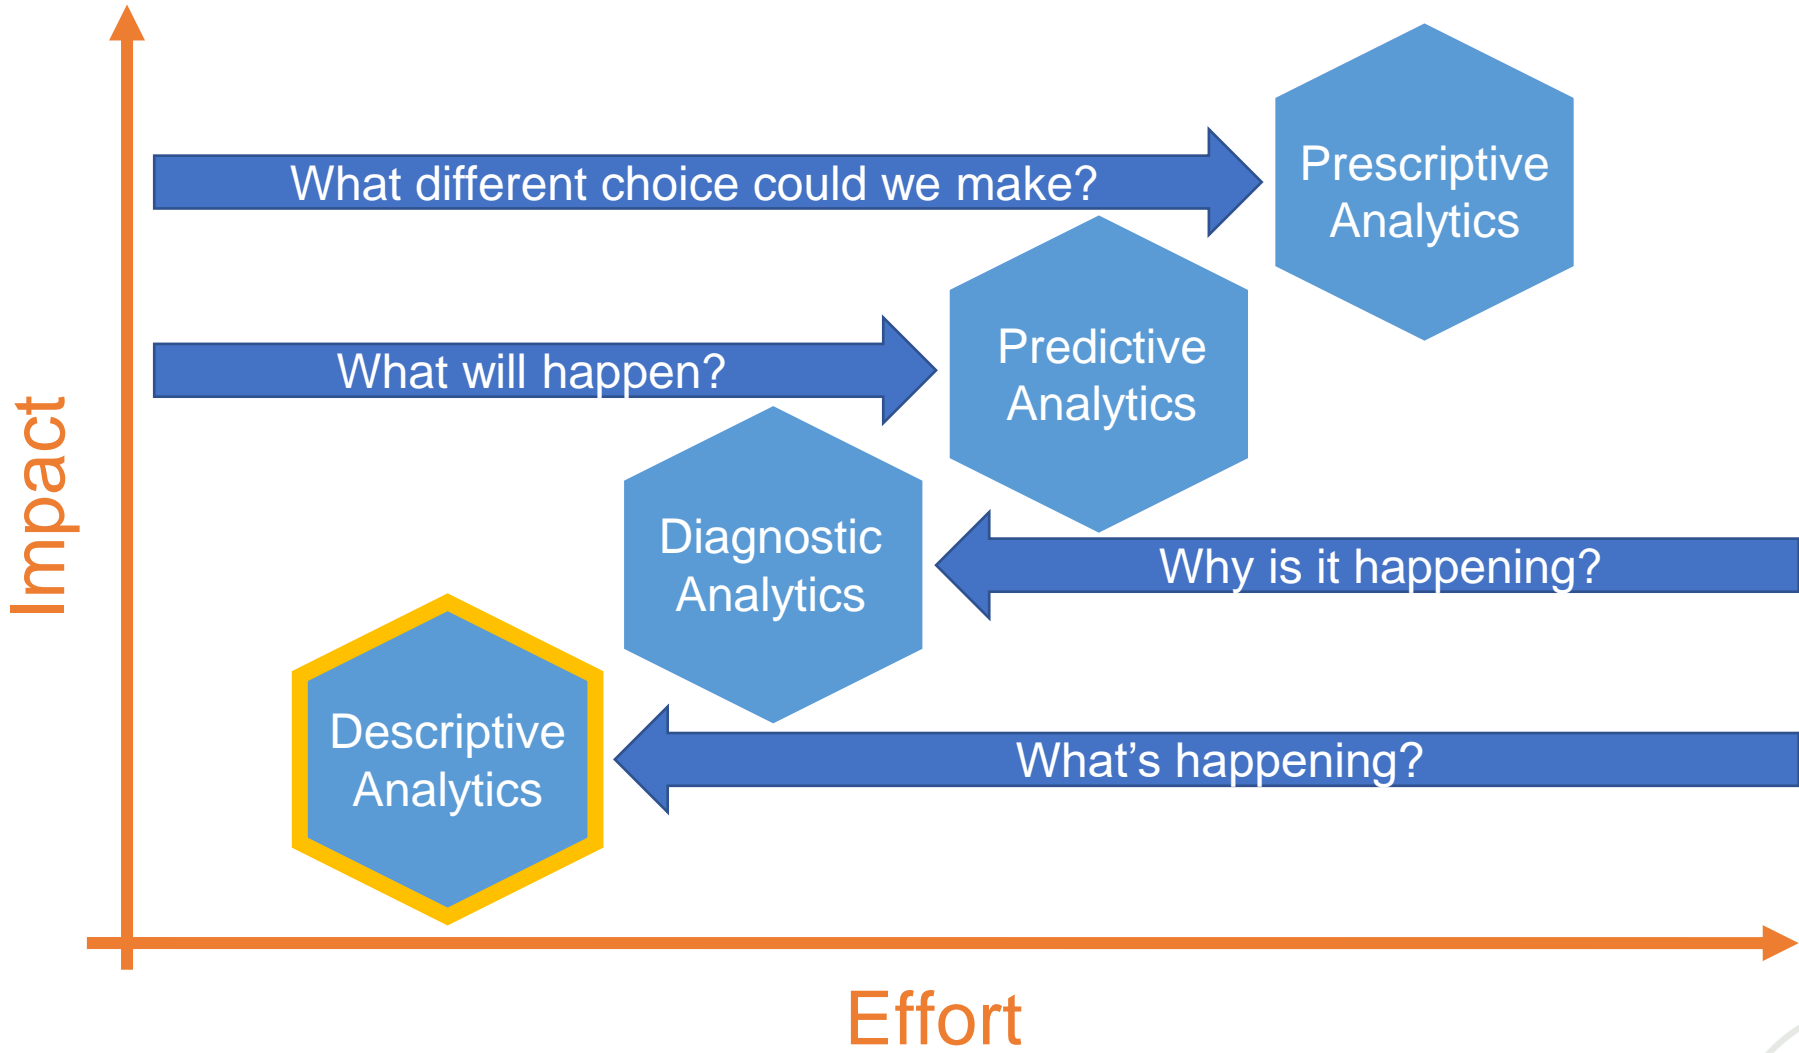 Prescriptive
Analytics
What different choice could we make?
Predictive
Analytics
What will happen?
Impact
Diagnostic
Analytics
Why is it happening?
Descriptive
Analytics
What’s happening?
Effort